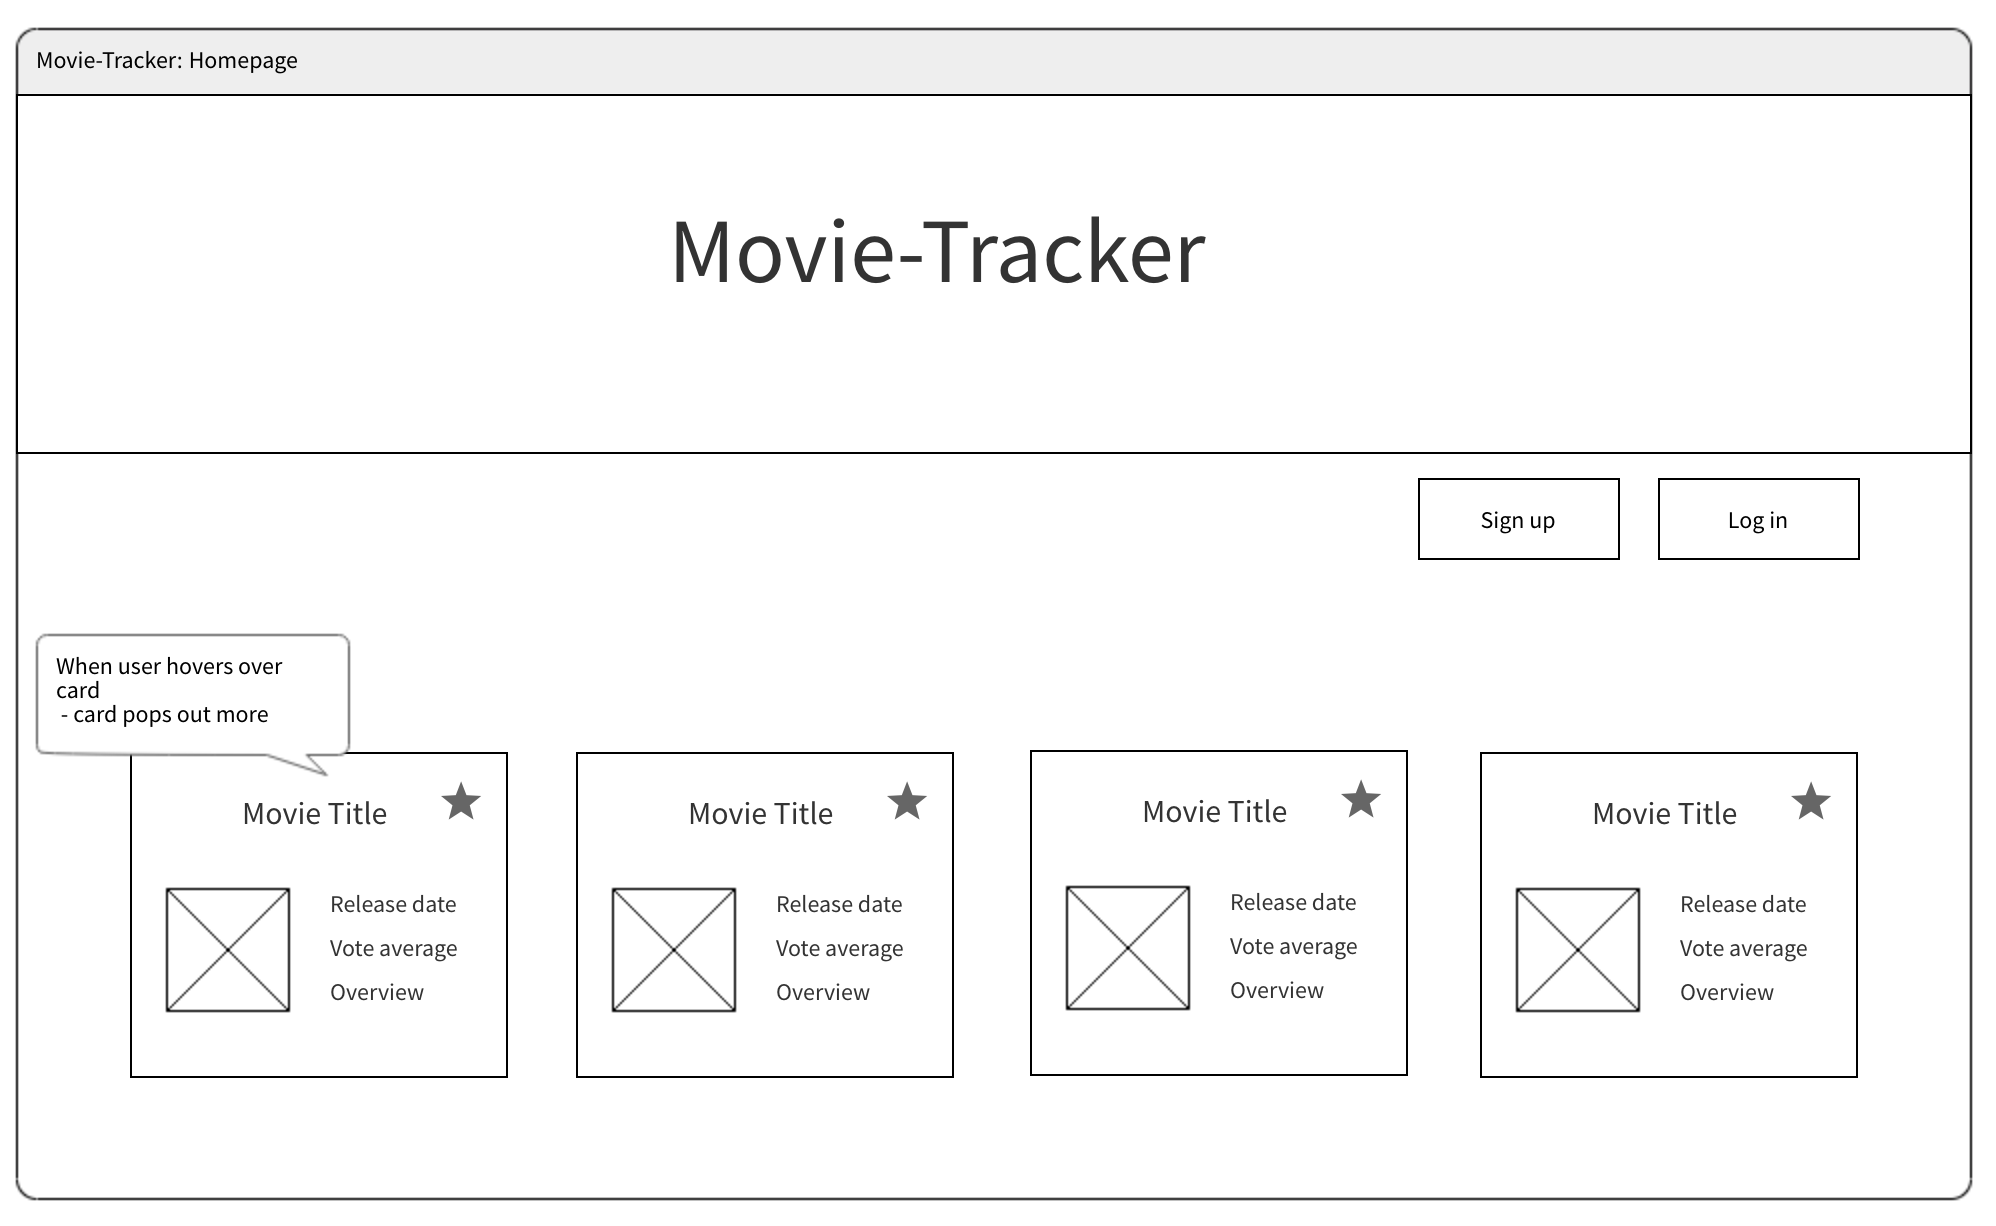 Movie-Tracker: Homepage
Movie-Tracker
Sign up
Log in
When user hovers over
card
- card pops out more
Movie Title
Release date
Vote average
Overview
Movie Title
Release date
Vote average
Overview
Movie Title
Release date
Vote average
Overview
Movie Title
Release date
Vote average
Overview